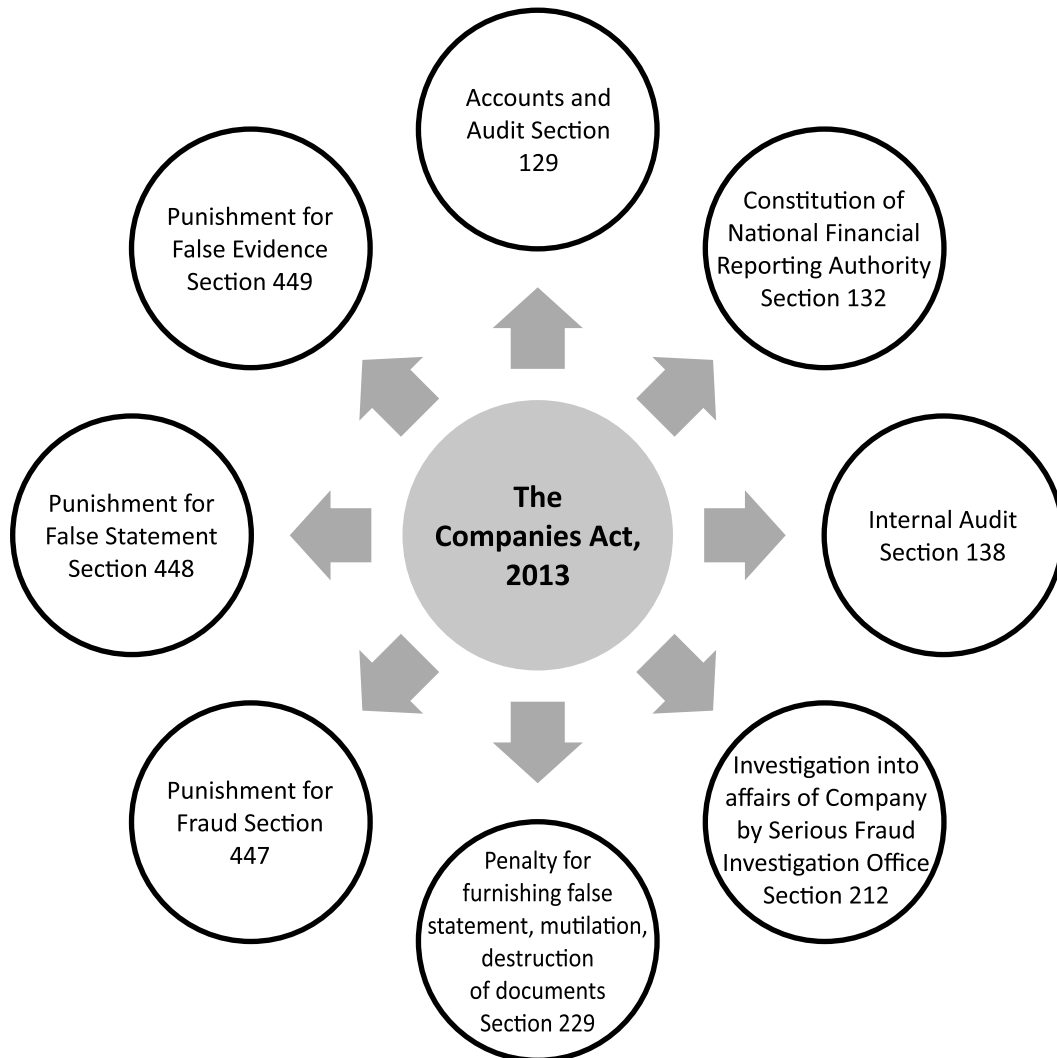 Accounts and
Audit Section
129
Constitution of
National Financial
Reporting Authority
Section 132
Internal Audit
Section 138
Investigation into
affairs of Company
by Serious Fraud
Investigation Office
Section 212
Penalty for
furnishing false
statement, mutilation,
destruction
of documents
Section 229
Punishment for
Fraud Section
447
Punishment for
False Statement
Section 448
Punishment for
False Evidence
Section 449
The
Companies Act,
2013